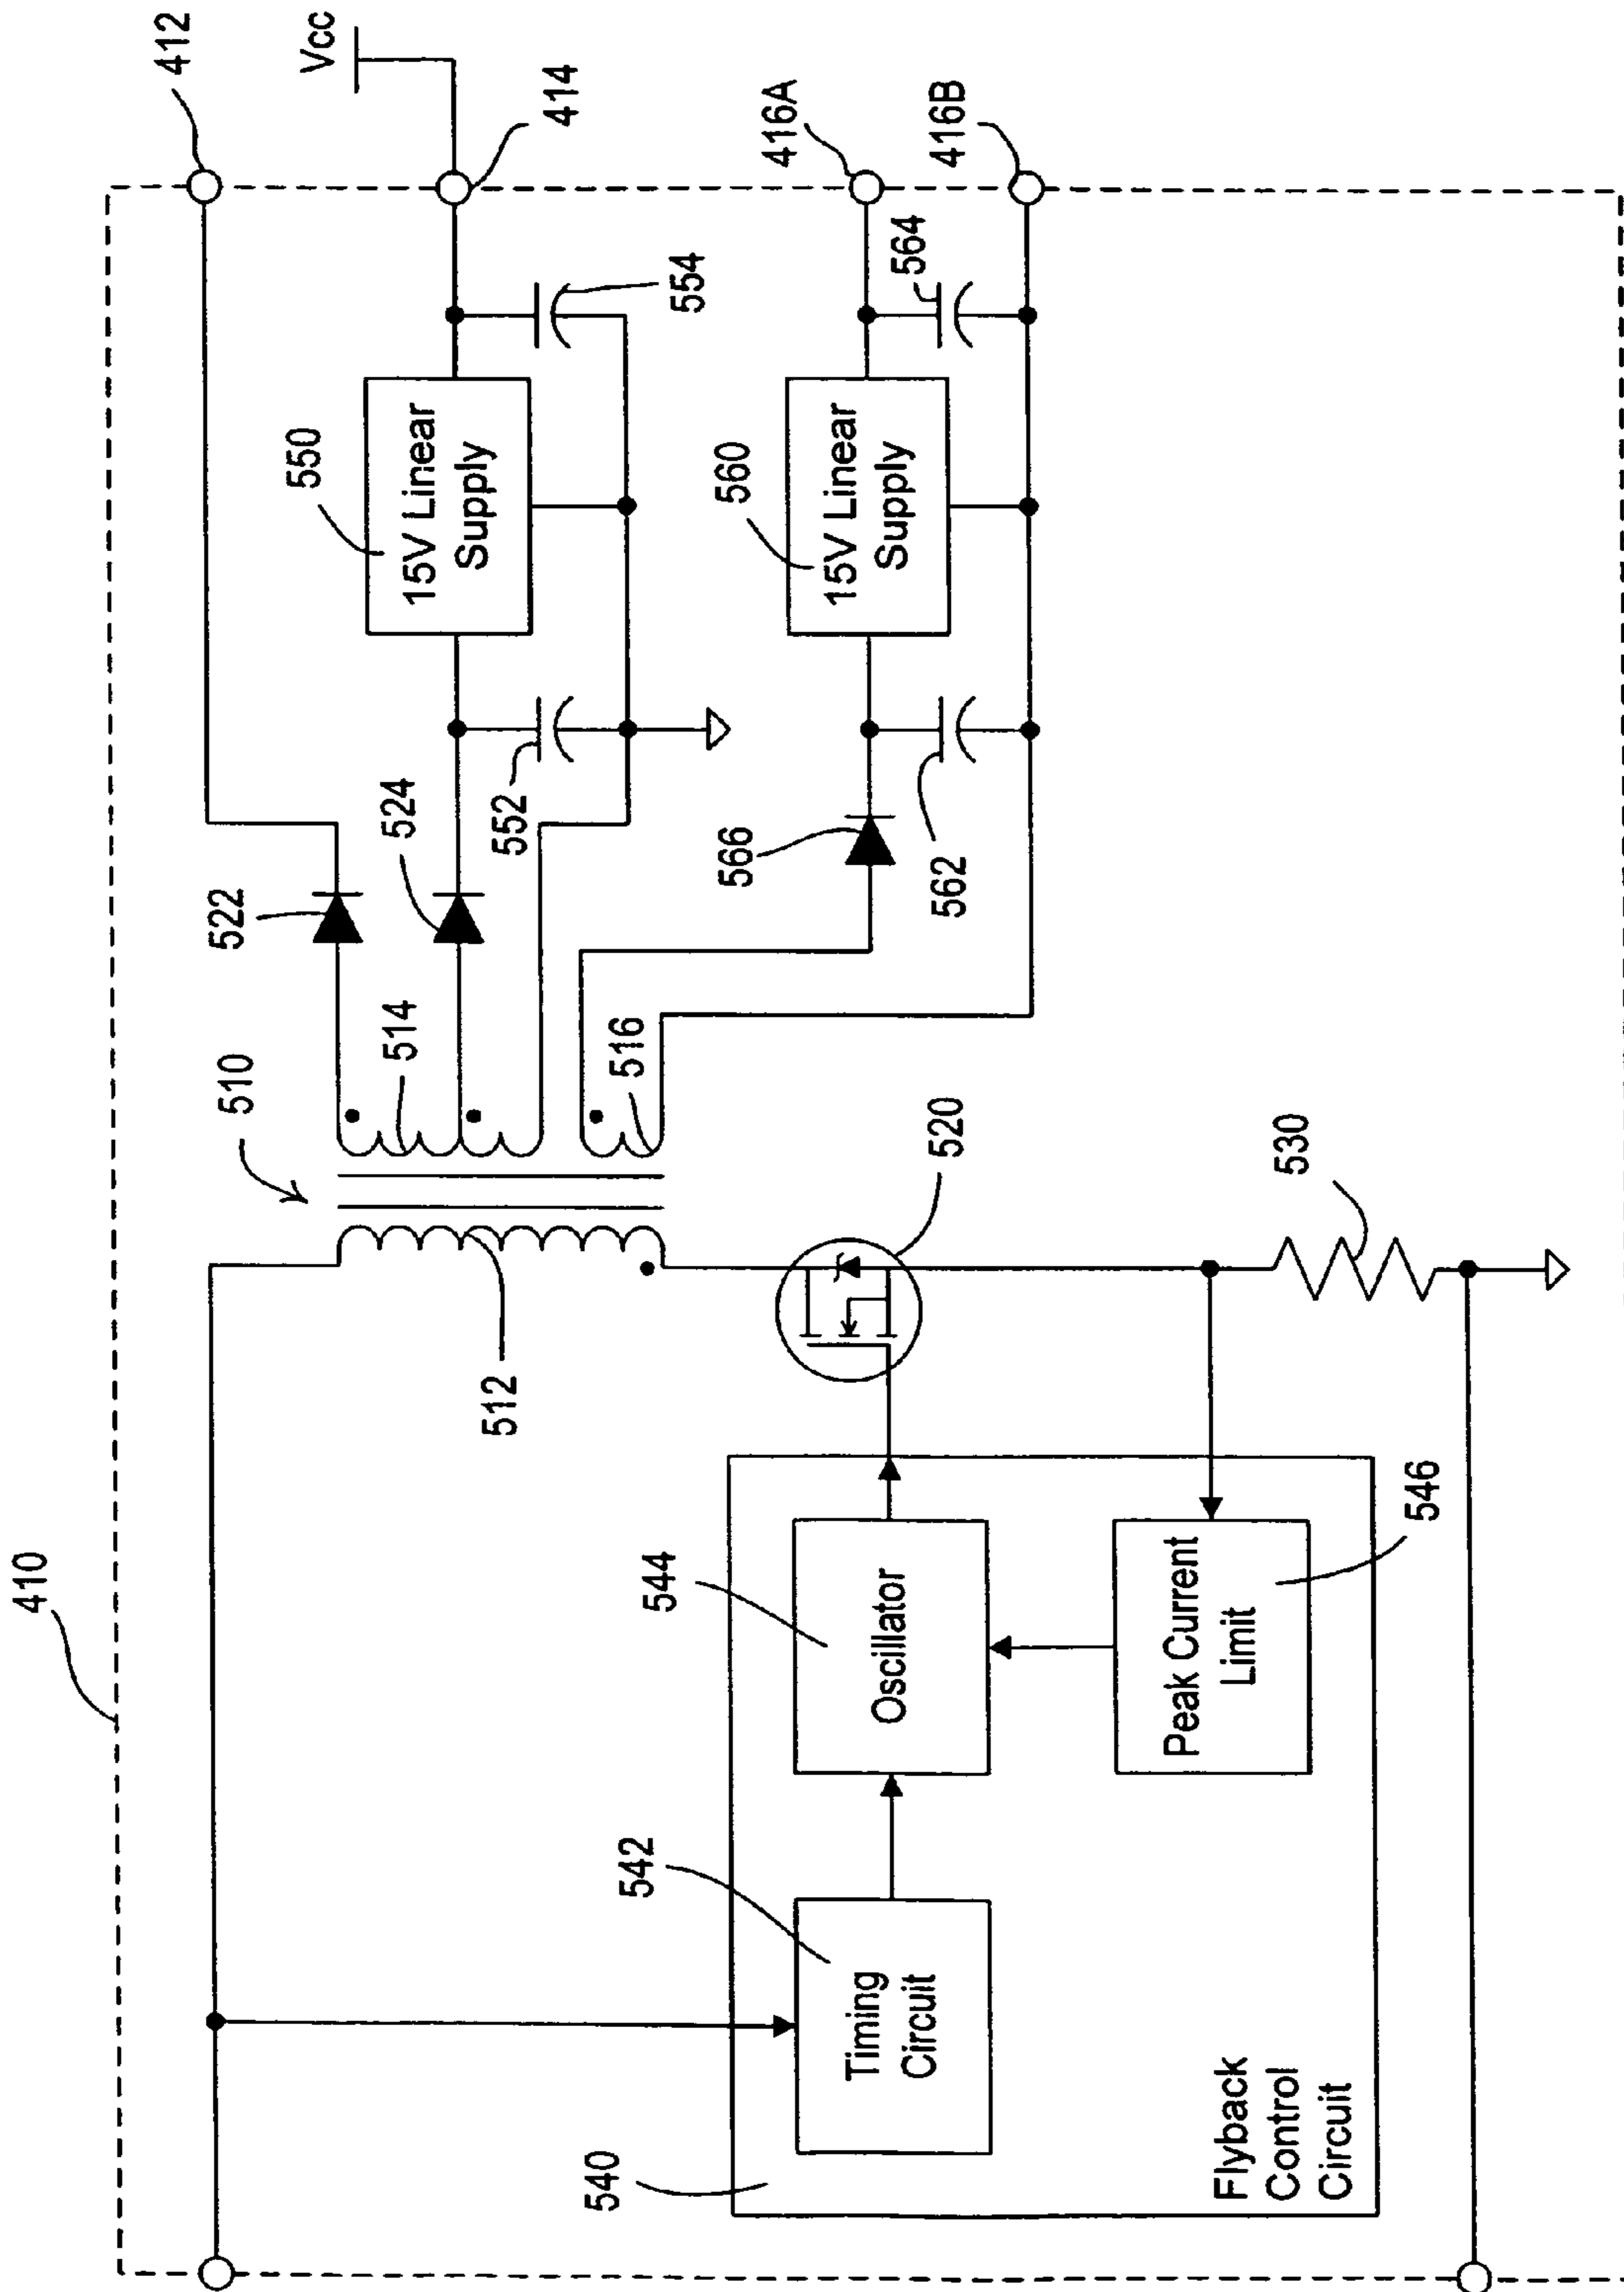 410
412
Vcc
510
522
514
550
15V Linear
Supply
414
524
552
554
512
516
566
560
15V Linear
Supply
416A
562
564
416B
520
542
544
Timing
Circuit
Oscillator
540
530
Peak Current
Limit
546
Flyback
Control
Circuit